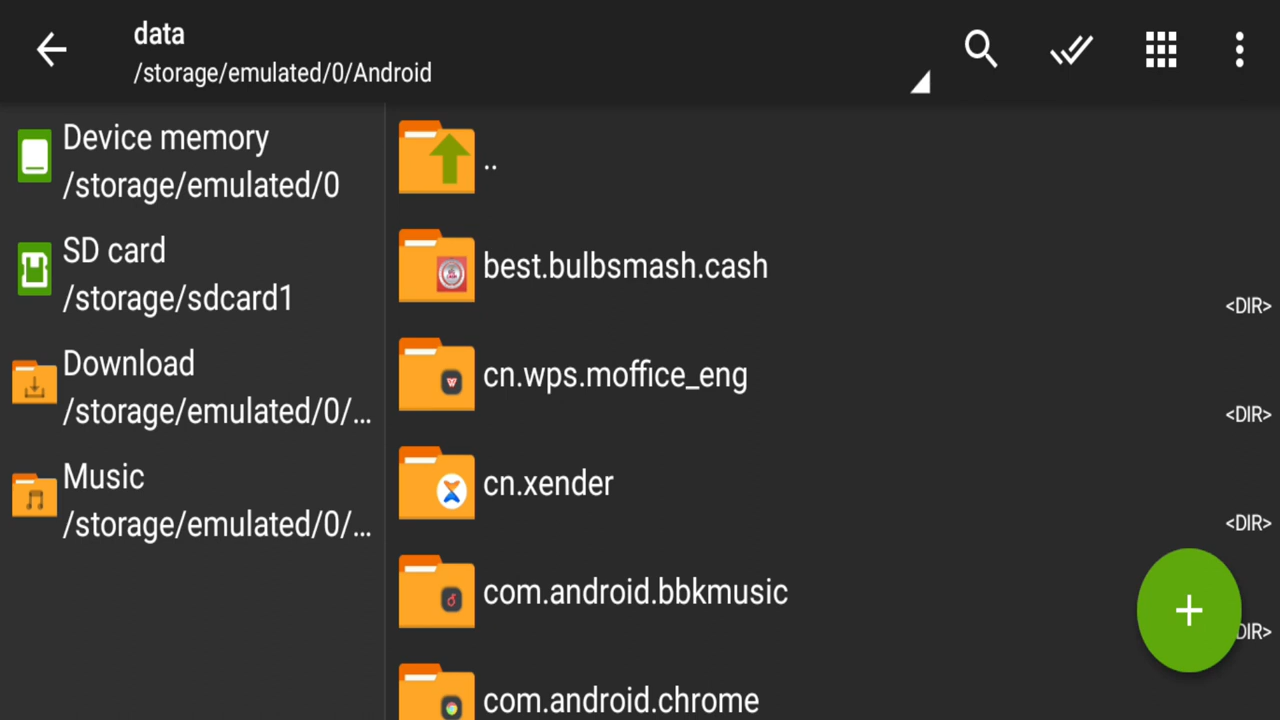 data
/storage/emulated/0/Android
Device memory
/storage/emulated/0
SD card
/storage/sdcard1
Download
/storage/emulated/0/...
Music
/storage/emulated/0/...
..
best.bulbsmash.cash
<DIR>
cn.wps.moffice_eng
<DIR>
cn.xender
<DIR>
com.android.bbkmusic
DIR>
com.android.chrome